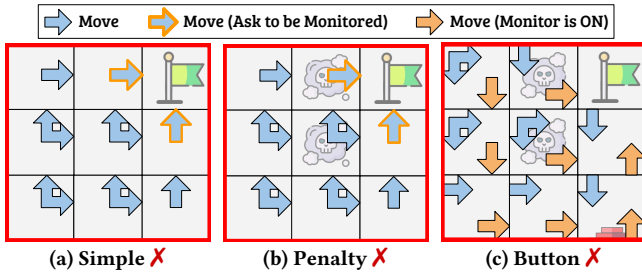 Move Move (Ask to be Monitored) Move (Monitor is ON)
(a) Simple ✗ (b) Penalty ✗ (c) Button ✗